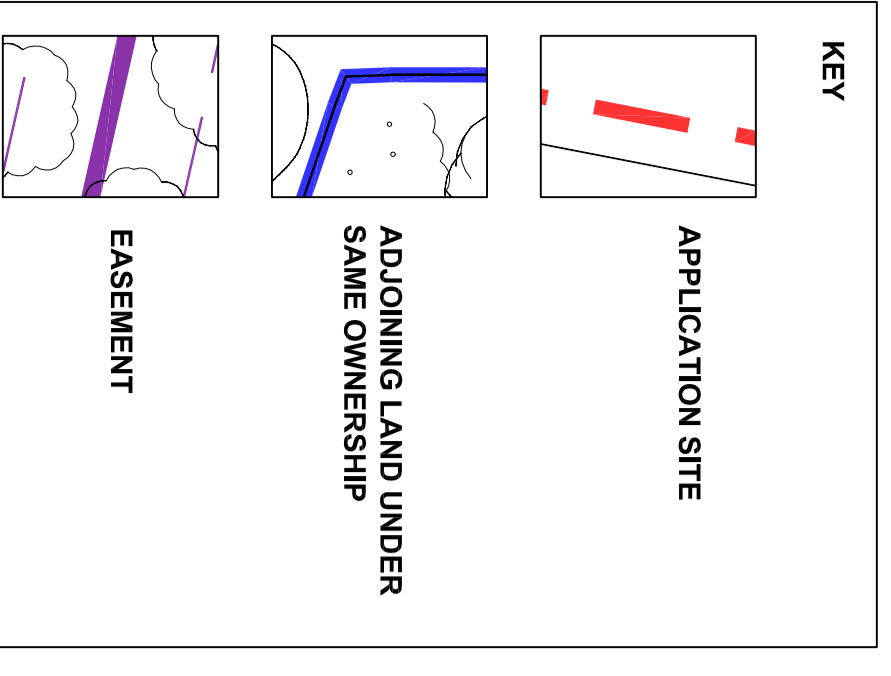 KEY
APPLICATION SITE
ADJOINING LAND UNDER
SAME OWNERSHIP
EASEMENT